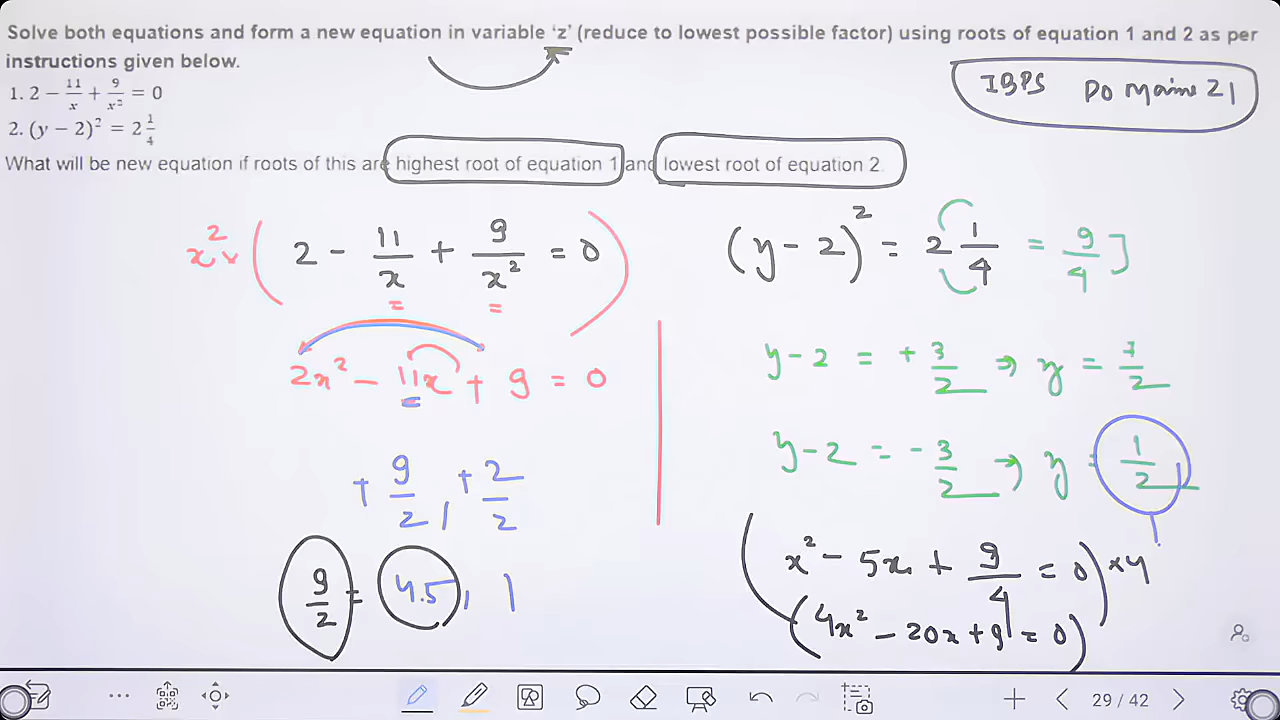 Solve both equations and form a new equation in variable ‘z’ (reduce to lowest possible factor) using roots of equation 1 and 2 as per
instructions given below.
IBPS PO Mains 21
1. 2 − 11/x + 9/x² = 0
2. (y − 2)² = 2 1/4
What will be new equation if roots of this are highest root of equation 1 and lowest root of equation 2.
x² × ( 2 − 11/x + 9/x² = 0 )
2x² − 11x + 9 = 0
+ 9/2, + 2/2
9/2 = 4.5, 1
(y − 2)² = 2 1/4 = 9/4 ]
y − 2 = + 3/2 → y = 7/2
y − 2 = − 3/2 → y = 1/2
( x² − 5x + 9/4 = 0 ) × 4
( 4x² − 20x + 9 = 0 )
29 / 42